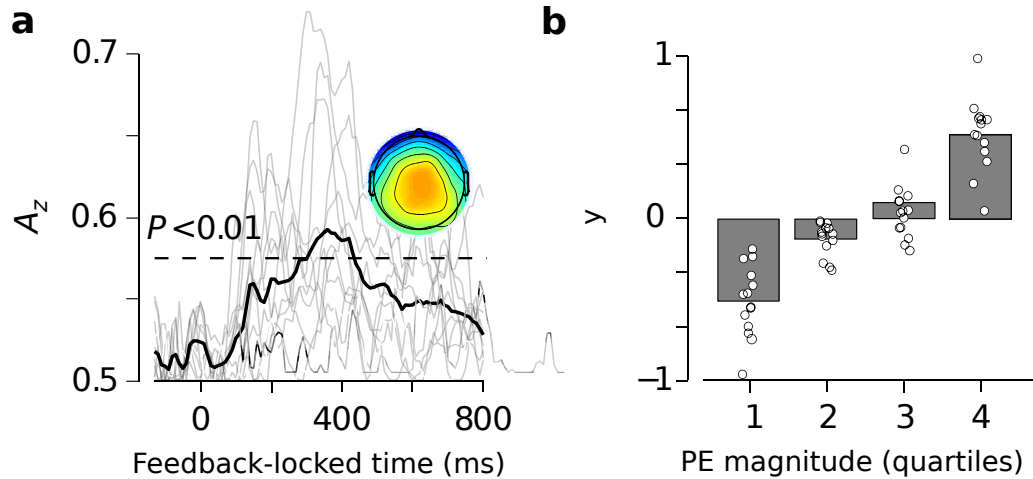 a
b
0.7
0.6
0.5
Az
P<0.01
0
400
800
Feedback-locked time (ms)
1
0
−1
y
1
2
3
4
PE magnitude (quartiles)